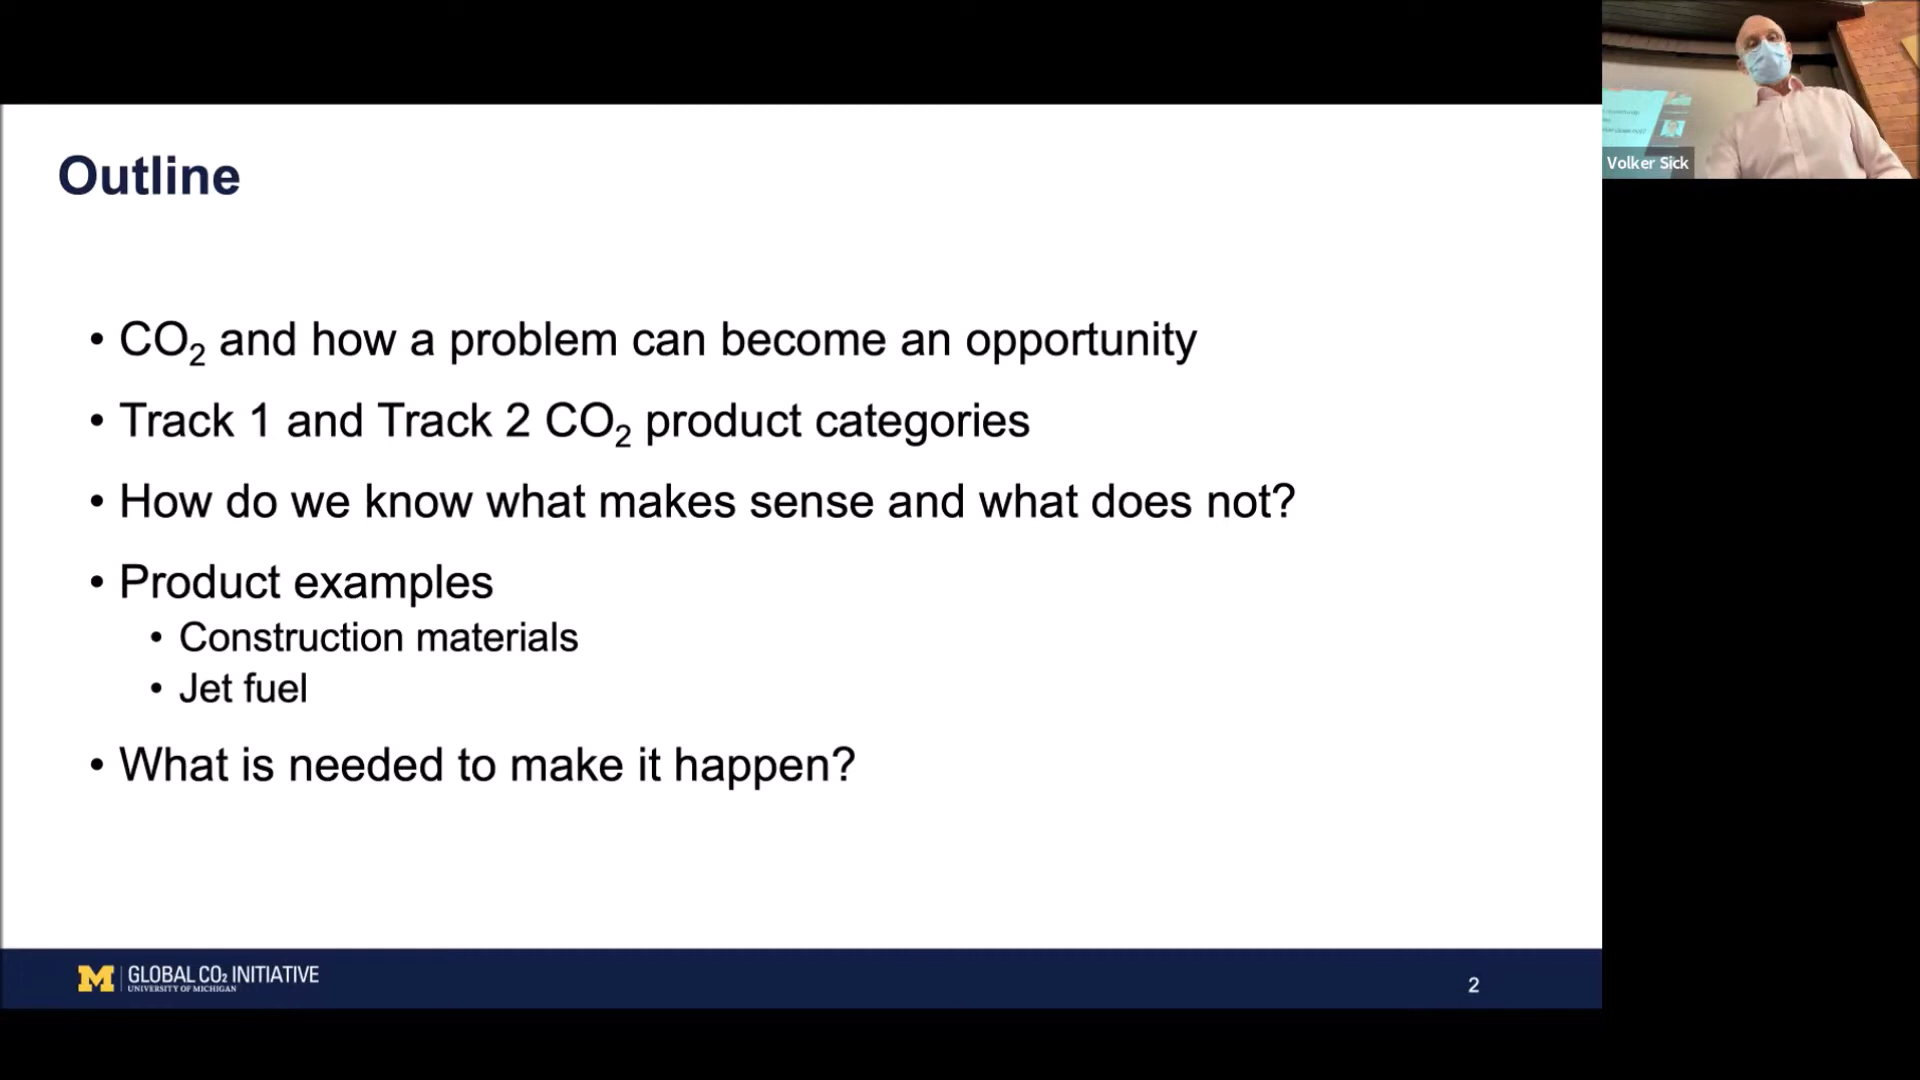 Outline
• CO₂ and how a problem can become an opportunity
• Track 1 and Track 2 CO₂ product categories
• How do we know what makes sense and what does not?
• Product examples
• Construction materials
• Jet fuel
• What is needed to make it happen?
M GLOBAL CO₂ INITIATIVE
UNIVERSITY OF MICHIGAN
2
Volker Sick